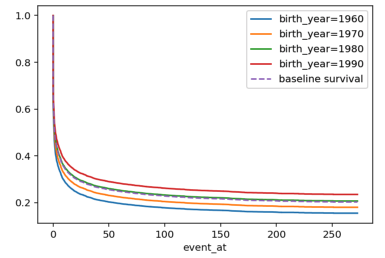 birth_year=1960
birth_year=1970
birth_year=1980
birth_year=1990
baseline survival
1.0
0.8
0.6
0.4
0.2
0 50 100 150 200 250
event_at